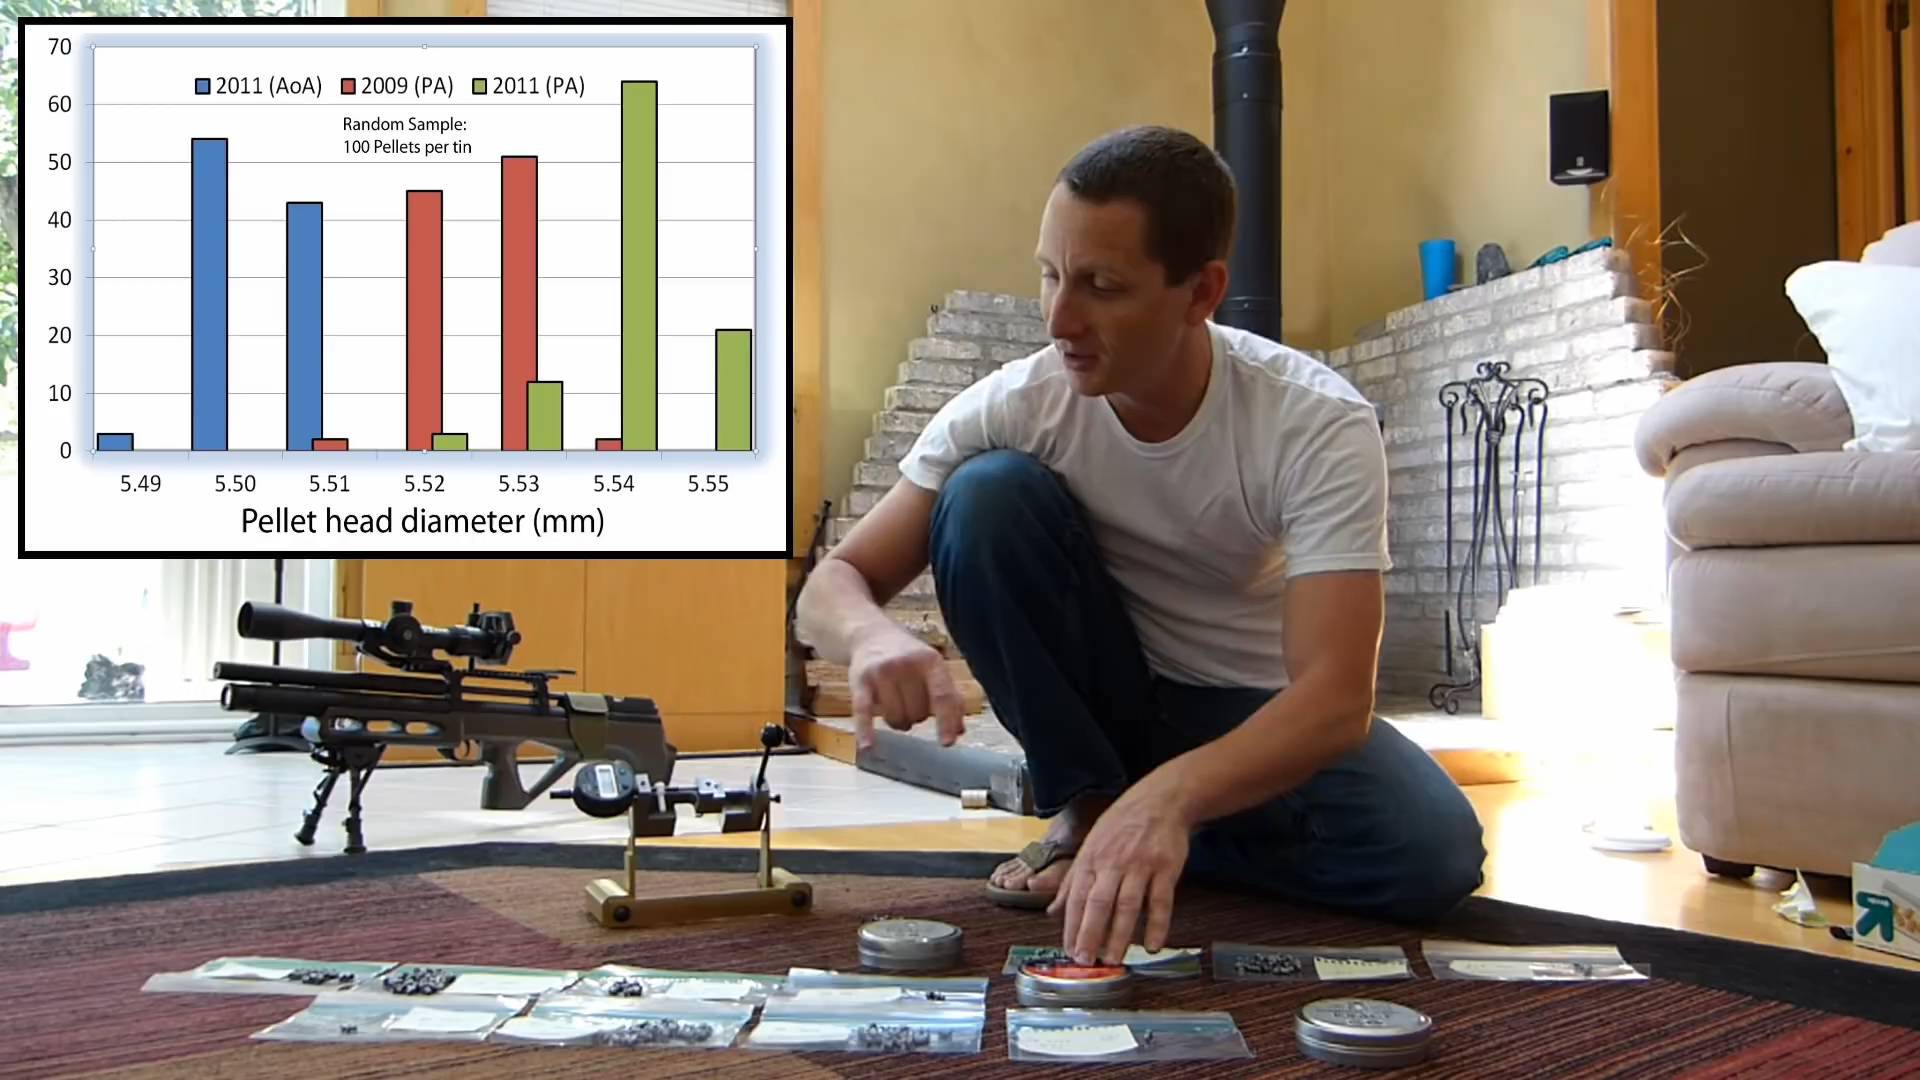 70
2011 (AoA) 2009 (PA) 2011 (PA)
60
Random Sample:
100 Pellets per tin
50
40
30
20
10
0
5.49 5.50 5.51 5.52 5.53 5.54 5.55
Pellet head diameter (mm)